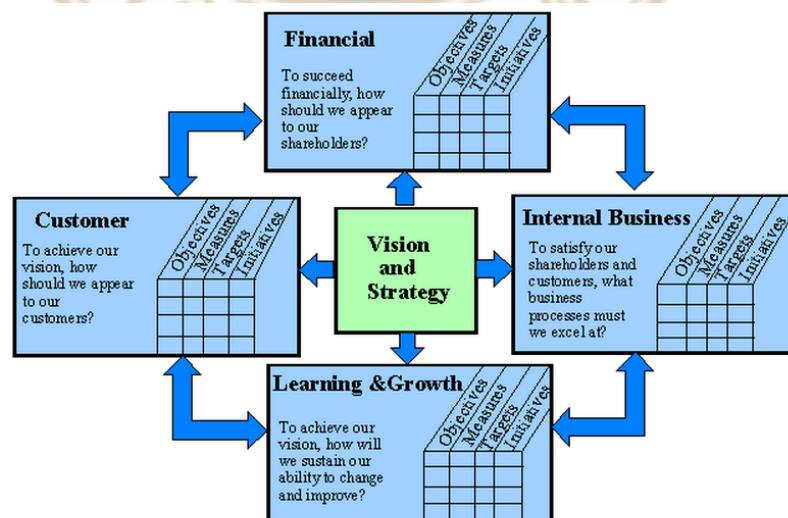 Financial
To succeed
financially, how
should we appear
to our
shareholders?
Objectives
Measures
Targets
Initiatives
Customer
To achieve our
vision, how
should we appear
to our
customers?
Objectives
Measures
Targets
Initiatives
Vision
and
Strategy
Internal Business
To satisfy our
shareholders and
customers, what
business
processes must
we excel at?
Objectives
Measures
Targets
Initiatives
Learning &Growth
To achieve our
vision, how will
we sustain our
ability to change
and improve?
Objectives
Measures
Targets
Initiatives